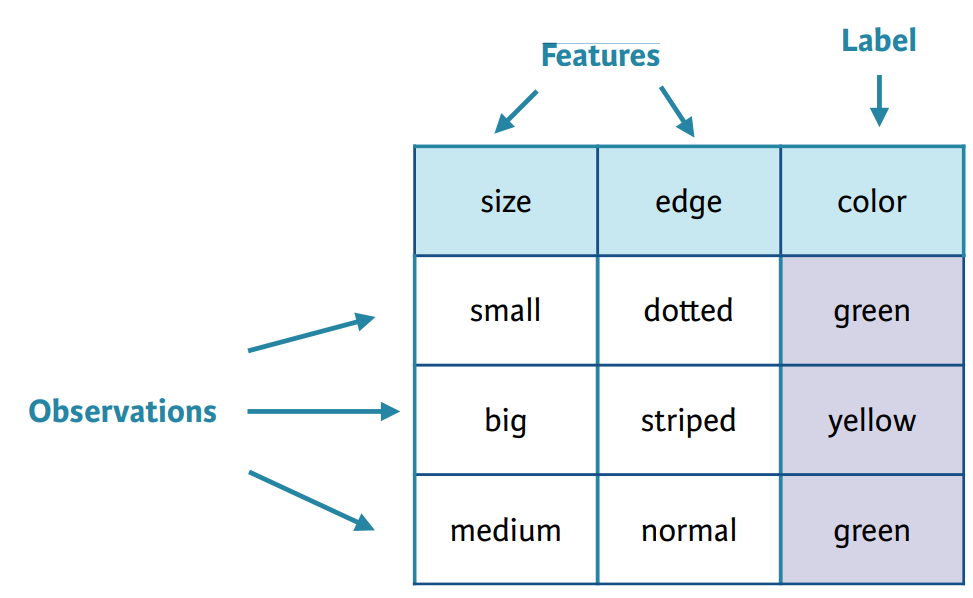 Features
Label
size edge color
small dotted green
Observations
big striped yellow
medium normal green